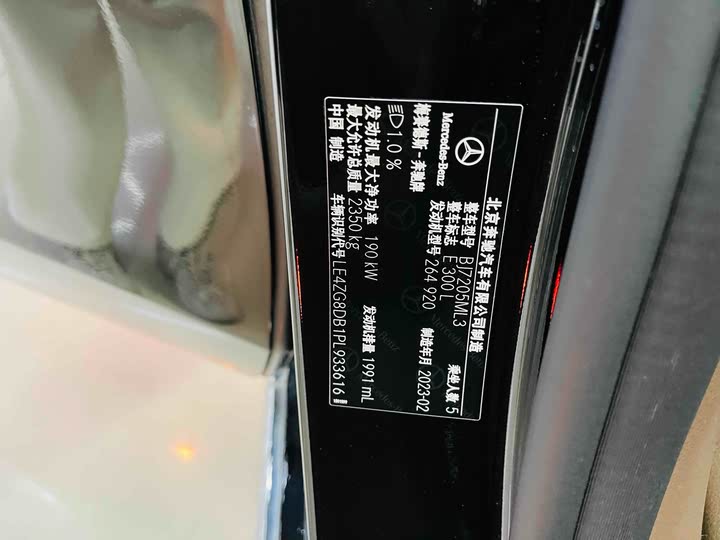 北京奔驰汽车有限公司制造
Mercedes-Benz
梅赛德斯-奔驰牌
整车型号 BJ7205ML3 乘坐人数 5
整车标志 E 300 L
发动机型号 264 920 制造年月 2023-02
1.0 %
发动机最大净功率 190 kW 发动机排量 1991 mL
最大允许总质量 2350 kg
中国 制造 车辆识别代号 LE4ZG8DB1PL933616